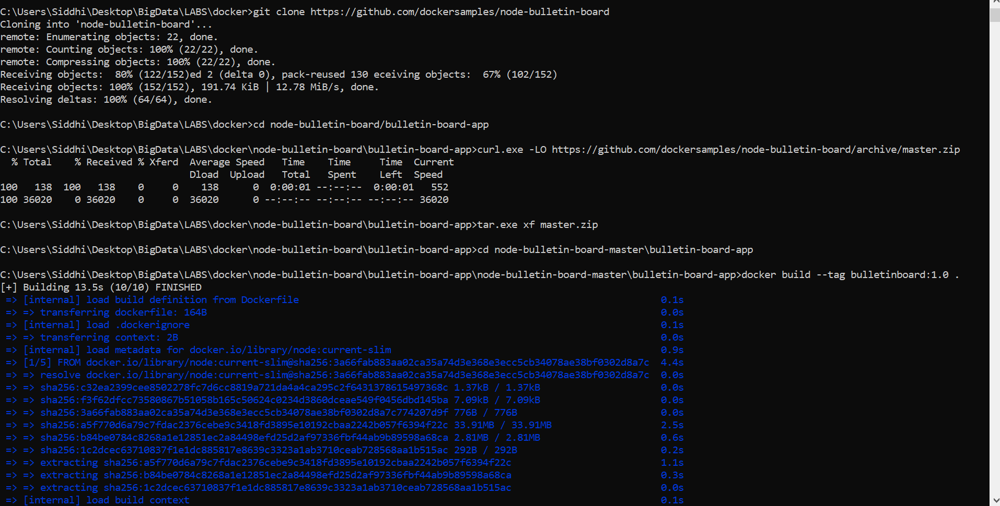 C:\Users\Siddhi\Desktop\BigData\LABS\docker>git clone https://github.com/dockersamples/node-bulletin-board
Cloning into 'node-bulletin-board'...
remote: Enumerating objects: 22, done.
remote: Counting objects: 100% (22/22), done.
remote: Compressing objects: 100% (22/22), done.
Receiving objects:  80% (122/152)ed 2 (delta 0), pack-reused 130 eceiving objects:  67% (102/152)
Receiving objects: 100% (152/152), 191.74 KiB | 12.78 MiB/s, done.
Resolving deltas: 100% (64/64), done.
C:\Users\Siddhi\Desktop\BigData\LABS\docker>cd node-bulletin-board/bulletin-board-app
C:\Users\Siddhi\Desktop\BigData\LABS\docker\node-bulletin-board\bulletin-board-app>curl.exe -LO https://github.com/dockersamples/node-bulletin-board/archive/master.zip
  % Total    % Received % Xferd  Average Speed   Time    Time     Time  Current
                                 Dload  Upload   Total   Spent    Left  Speed
100   138  100   138    0     0    138      0  0:00:01 --:--:--  0:00:01   552
100 36020    0 36020    0     0  36020      0 --:--:-- --:--:-- --:--:-- 36020
C:\Users\Siddhi\Desktop\BigData\LABS\docker\node-bulletin-board\bulletin-board-app>tar.exe xf master.zip
C:\Users\Siddhi\Desktop\BigData\LABS\docker\node-bulletin-board\bulletin-board-app>cd node-bulletin-board-master\bulletin-board-app
C:\Users\Siddhi\Desktop\BigData\LABS\docker\node-bulletin-board\bulletin-board-app\node-bulletin-board-master\bulletin-board-app>docker build --tag bulletinboard:1.0 .
[+] Building 13.5s (10/10) FINISHED
 => [internal] load build definition from Dockerfile 0.1s
 => => transferring dockerfile: 164B 0.0s
 => [internal] load .dockerignore 0.1s
 => => transferring context: 2B 0.0s
 => [internal] load metadata for docker.io/library/node:current-slim 0.9s
 => [1/5] FROM docker.io/library/node:current-slim@sha256:3a66fab883aa02ca35a74d3e368e3ecc5cb34078ae38bf0302d8a7c 4.4s
 => => resolve docker.io/library/node:current-slim@sha256:3a66fab883aa02ca35a74d3e368e3ecc5cb34078ae38bf0302d8a7c 0.0s
 => => sha256:c32ea2399cee8502278fc7d6cc8819a721da4a4ca295c2f6431378615497368c 1.37kB / 1.37kB 0.0s
 => => sha256:f3f62dfcc73580867b51058b165c50624c0234d3860dceae549f0456dbd145ba 7.09kB / 7.09kB 0.0s
 => => sha256:3a66fab883aa02ca35a74d3e368e3ecc5cb34078ae38bf0302d8a7c774207d9f 776B / 776B 0.0s
 => => sha256:a5f770d6a79c7fdac2376cebe9c3418fd3895e10192cbaa2242b057f6394f22c 33.91MB / 33.91MB 2.5s
 => => sha256:b84be0784c8268a1e12851ec2a84498efd25d2af97336fbf44ab9b89598a68ca 2.81MB / 2.81MB 0.6s
 => => sha256:1c2dcec63710837f1e1dc885817e8639c3323a1ab3710ceab728568aa1b515ac 292B / 292B 0.2s
 => => extracting sha256:a5f770d6a79c7fdac2376cebe9c3418fd3895e10192cbaa2242b057f6394f22c 1.1s
 => => extracting sha256:b84be0784c8268a1e12851ec2a84498efd25d2af97336fbf44ab9b89598a68ca 0.3s
 => => extracting sha256:1c2dcec63710837f1e1dc885817e8639c3323a1ab3710ceab728568aa1b515ac 0.0s
 => [internal] load build context 0.1s